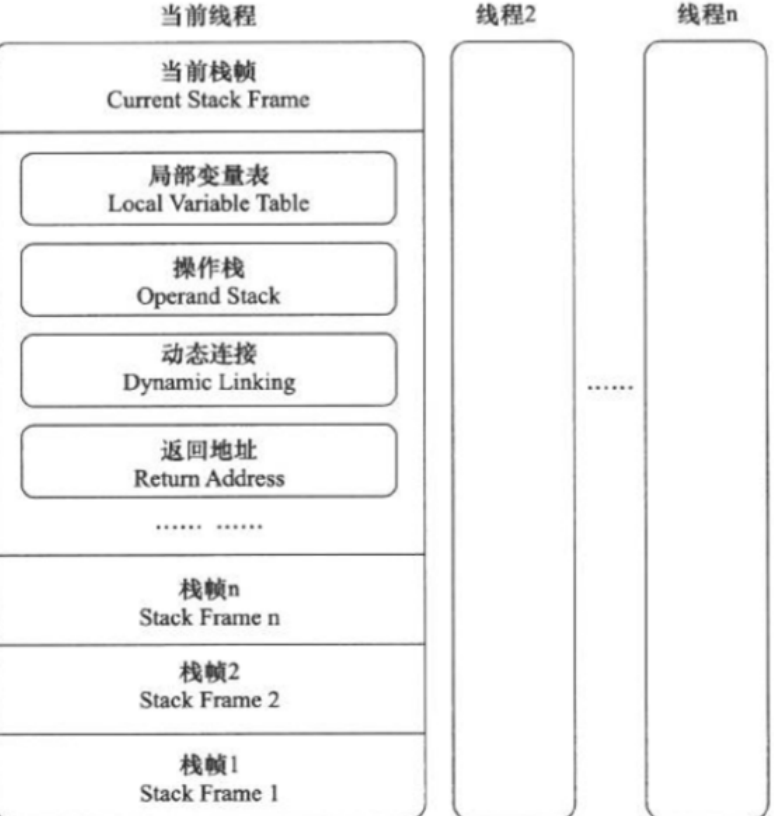 当前线程
线程2
线程n
当前栈帧
Current Stack Frame
局部变量表
Local Variable Table
操作栈
Operand Stack
动态连接
Dynamic Linking
……
返回地址
Return Address
…… ……
栈帧n
Stack Frame n
栈帧2
Stack Frame 2
栈帧1
Stack Frame 1